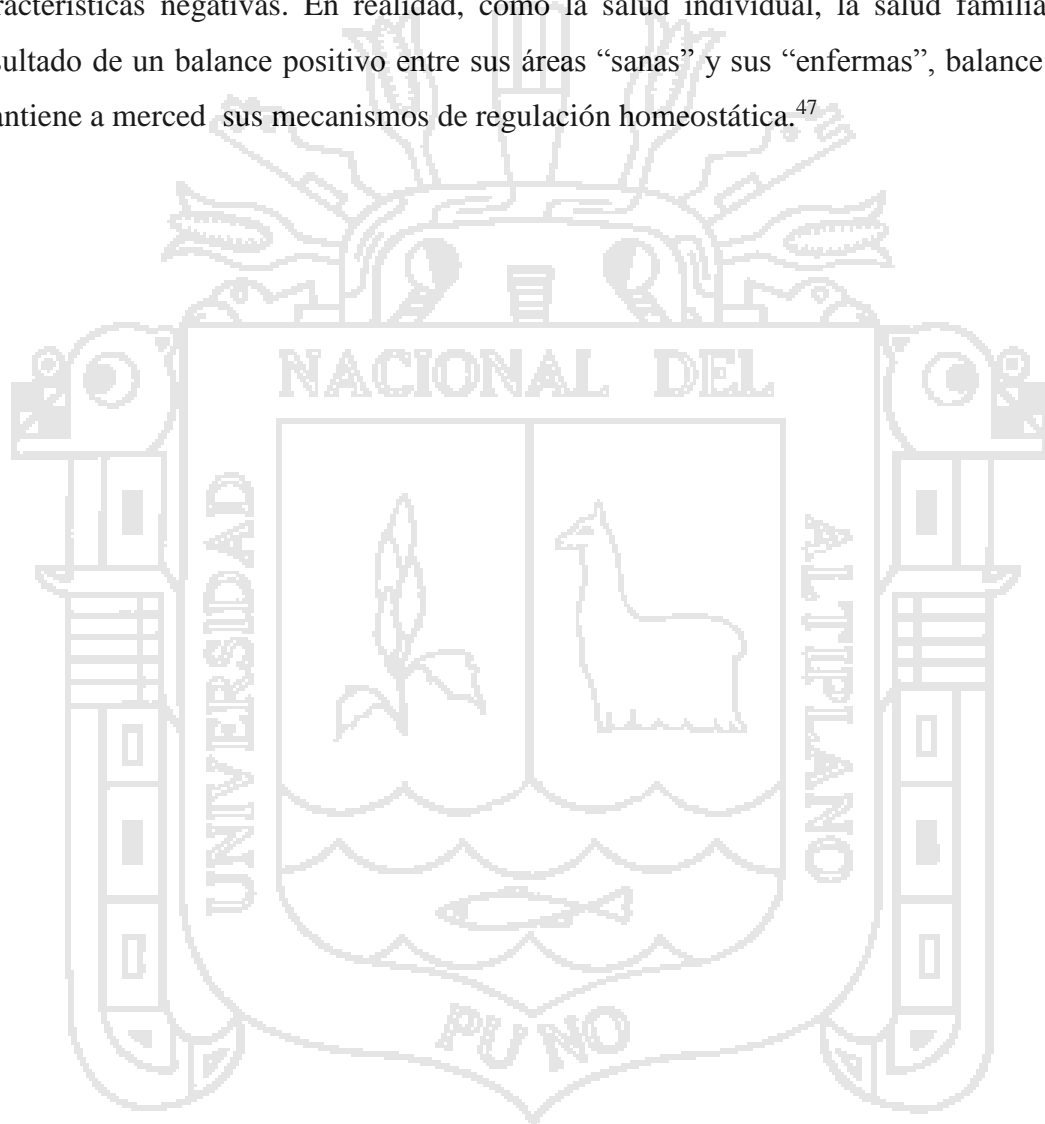 racterísticas negativas. En realidad, como la salud individual, la salud familia
sultado de un balance positivo entre sus áreas “sanas” y sus “enfermas”, balance
antiene a merced sus mecanismos de regulación homeostática.47
NACIONAL DEL
UNIVERSIDAD
ALTIPLANO
PUNO